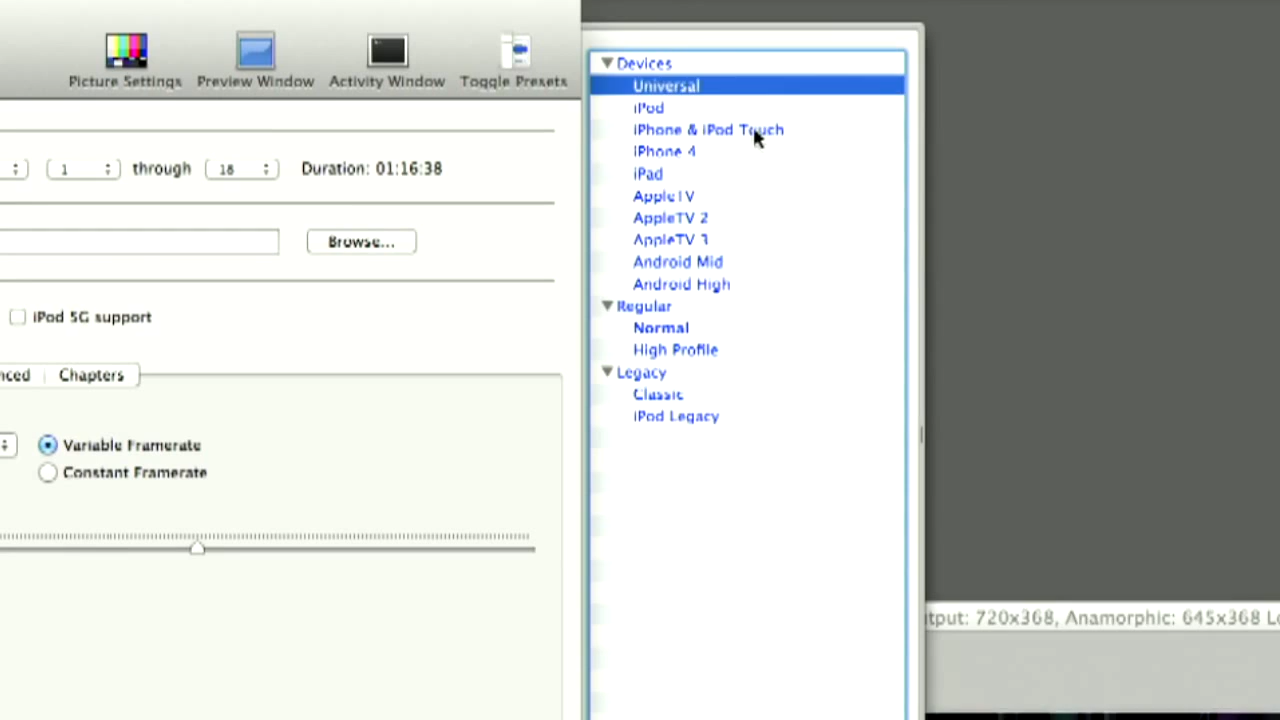 Picture Settings Preview Window Activity Window Toggle Presets
1 through 18 Duration: 01:16:38
Browse...
iPod 5G support
nced Chapters
Variable Framerate
Constant Framerate
Devices
Universal
iPod
iPhone & iPod Touch
iPhone 4
iPad
AppleTV
AppleTV 2
AppleTV 3
Android Mid
Android High
Regular
Normal
High Profile
Legacy
Classic
iPod Legacy
tput: 720x368, Anamorphic: 645x368 L